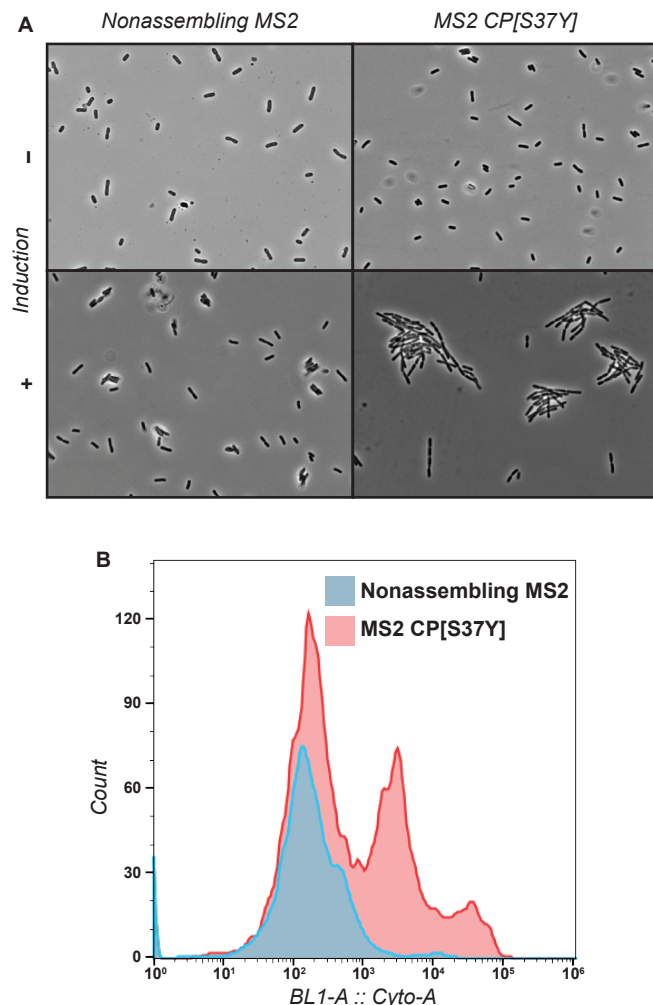 A
Nonassembling MS2
MS2 CP[S37Y]
Induction
–
+
B
Nonassembling MS2
MS2 CP[S37Y]
Count
120
90
60
30
0
10⁰ 10¹ 10² 10³ 10⁴ 10⁵ 10⁶
BL1-A :: Cyto-A